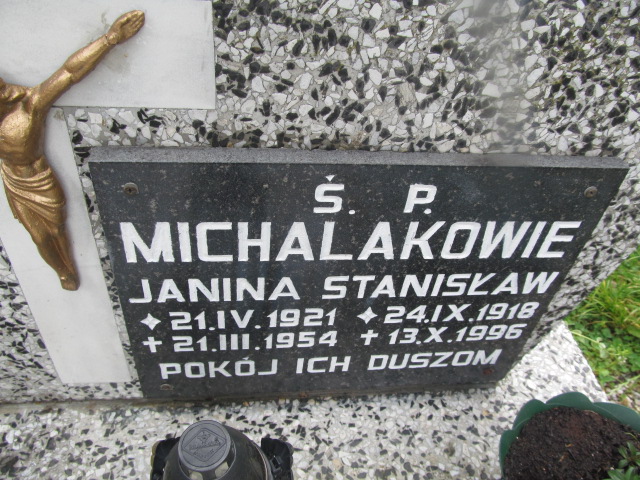 Ś. P.
MICHALAKOWIE
JANINA STANISŁAW
21.IV.1921 24.IX.1918
21.III.1954 13.X.1996
POKÓJ ICH DUSZOM